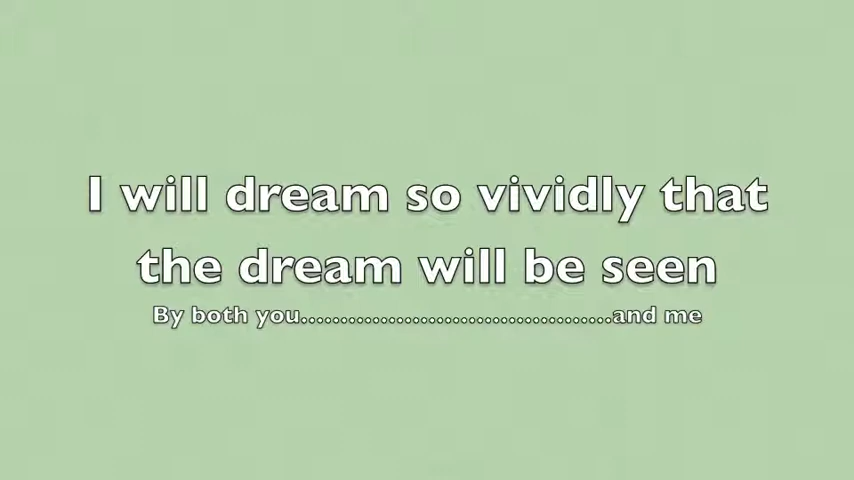 I will dream so vividly that
the dream will be seen
By both you.......................................and me